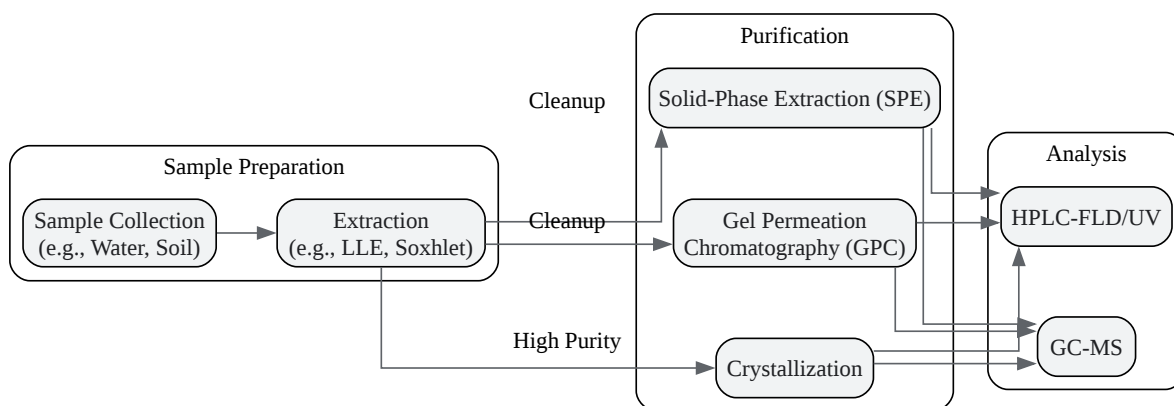 Purification
Cleanup
Solid-Phase Extraction (SPE)
Sample Preparation
Analysis
Sample Collection
(e.g., Water, Soil)
Extraction
(e.g., LLE, Soxhlet)
Cleanup
Gel Permeation
Chromatography (GPC)
HPLC-FLD/UV
High Purity
Crystallization
GC-MS